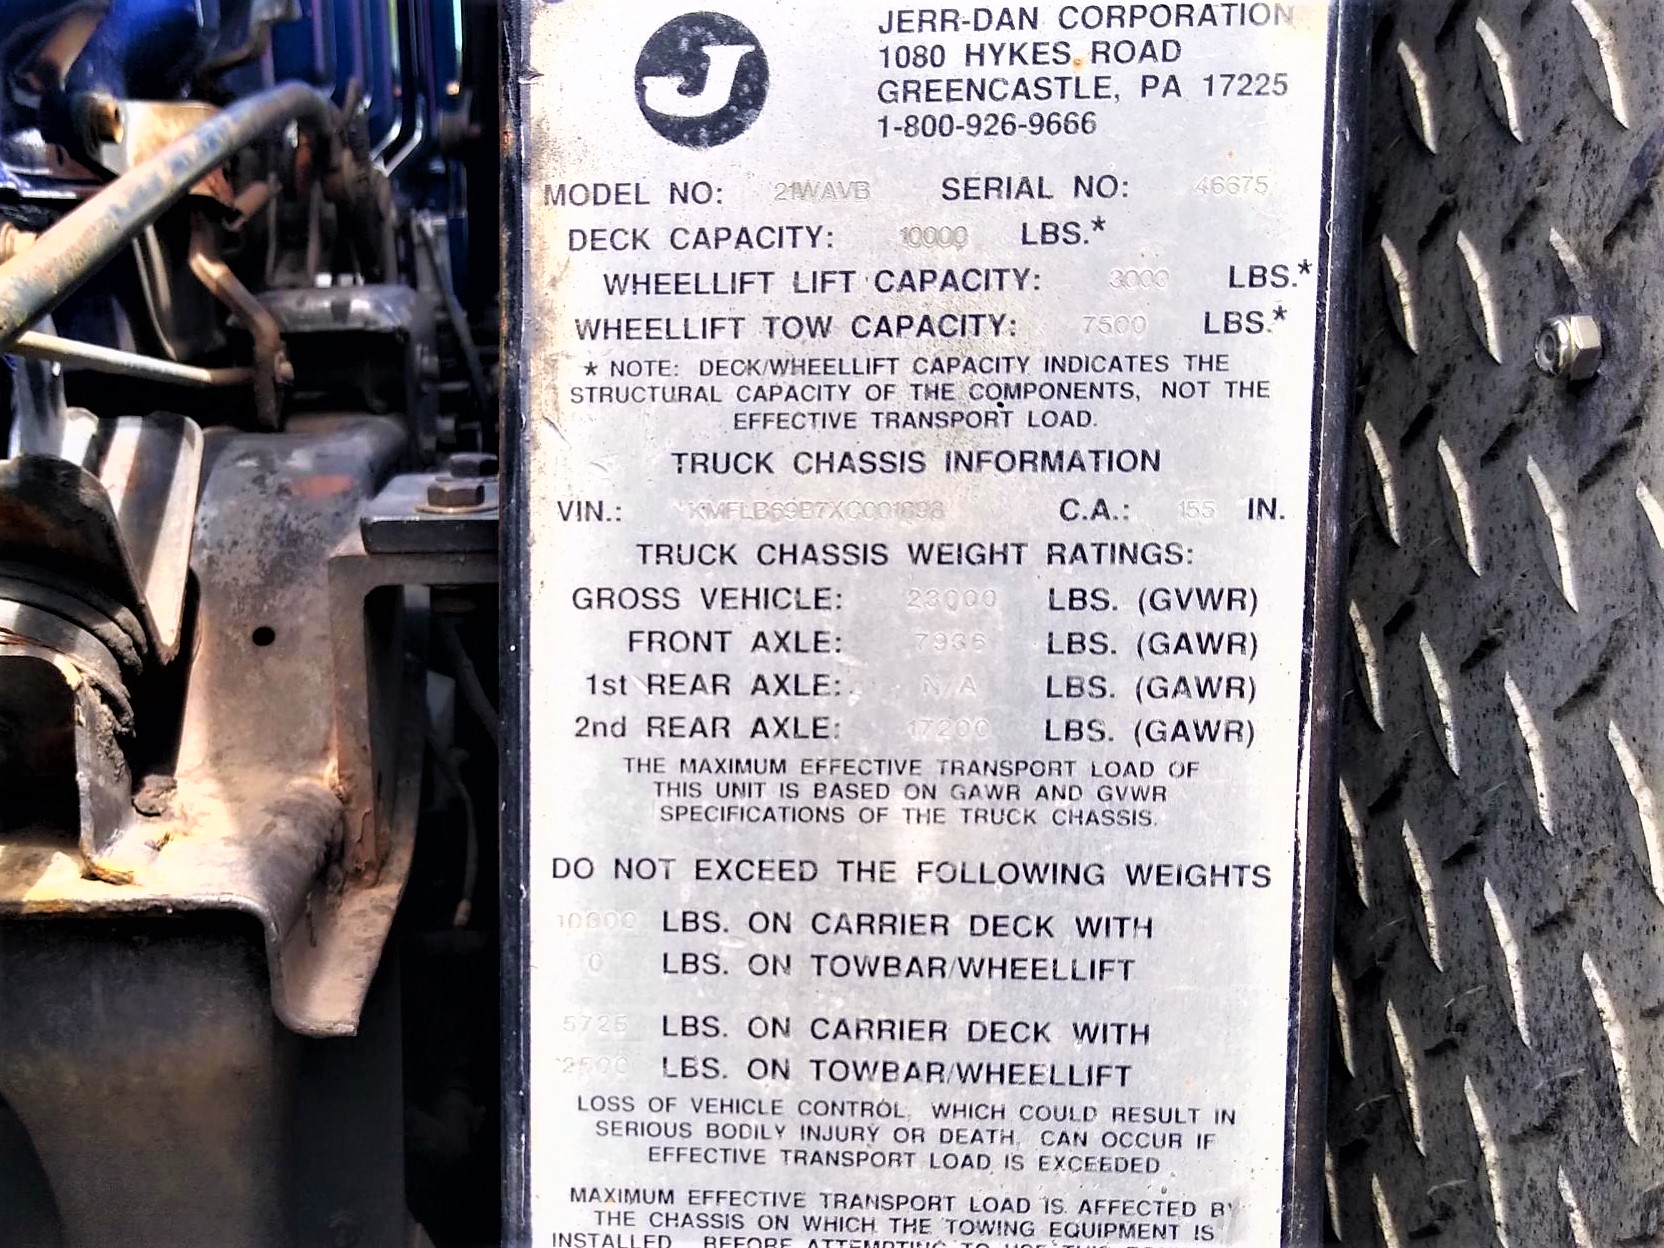 J
JERR-DAN CORPORATION
1080 HYKES ROAD
GREENCASTLE, PA 17225
1-800-926-9666
MODEL NO: 21WAVB SERIAL NO: 46675
DECK CAPACITY: 10000 LBS.*
WHEELLIFT LIFT CAPACITY: 3000 LBS.*
WHEELLIFT TOW CAPACITY: 7500 LBS.*
* NOTE: DECK/WHEELLIFT CAPACITY INDICATES THE
STRUCTURAL CAPACITY OF THE COMPONENTS, NOT THE
EFFECTIVE TRANSPORT LOAD.
TRUCK CHASSIS INFORMATION
VIN.: C.A.: 155 IN.
TRUCK CHASSIS WEIGHT RATINGS:
GROSS VEHICLE: 23000 LBS. (GVWR)
FRONT AXLE: 7936 LBS. (GAWR)
1st REAR AXLE: N/A LBS. (GAWR)
2nd REAR AXLE: 17200 LBS. (GAWR)
THE MAXIMUM EFFECTIVE TRANSPORT LOAD OF
THIS UNIT IS BASED ON GAWR AND GVWR
SPECIFICATIONS OF THE TRUCK CHASSIS.
DO NOT EXCEED THE FOLLOWING WEIGHTS
LBS. ON CARRIER DECK WITH
0 LBS. ON TOWBAR/WHEELLIFT
5725 LBS. ON CARRIER DECK WITH
2500 LBS. ON TOWBAR/WHEELLIFT
LOSS OF VEHICLE CONTROL, WHICH COULD RESULT IN
SERIOUS BODILY INJURY OR DEATH, CAN OCCUR IF
EFFECTIVE TRANSPORT LOAD IS EXCEEDED
MAXIMUM EFFECTIVE TRANSPORT LOAD IS AFFECTED BY
THE CHASSIS ON WHICH THE TOWING EQUIPMENT IS
INSTALLED. BEFORE ATTEMPTING TO USE THIS